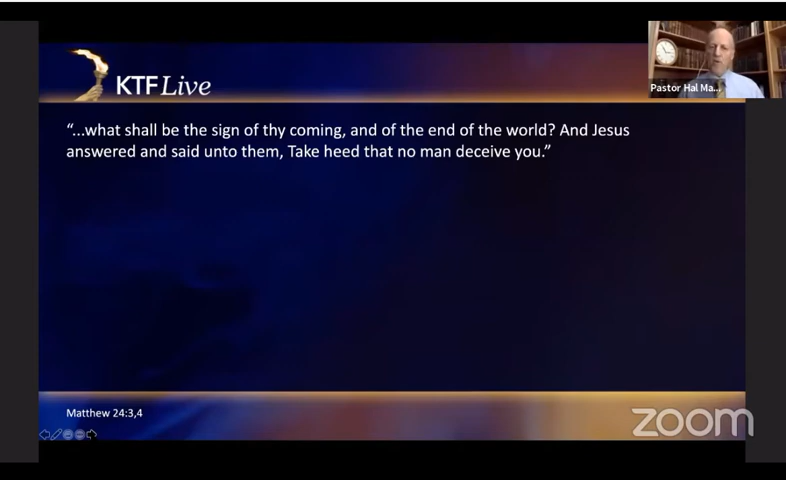 KTF Live
Pastor Hal Ma...
“...what shall be the sign of thy coming, and of the end of the world? And Jesus
answered and said unto them, Take heed that no man deceive you.”
Matthew 24:3,4
zoom